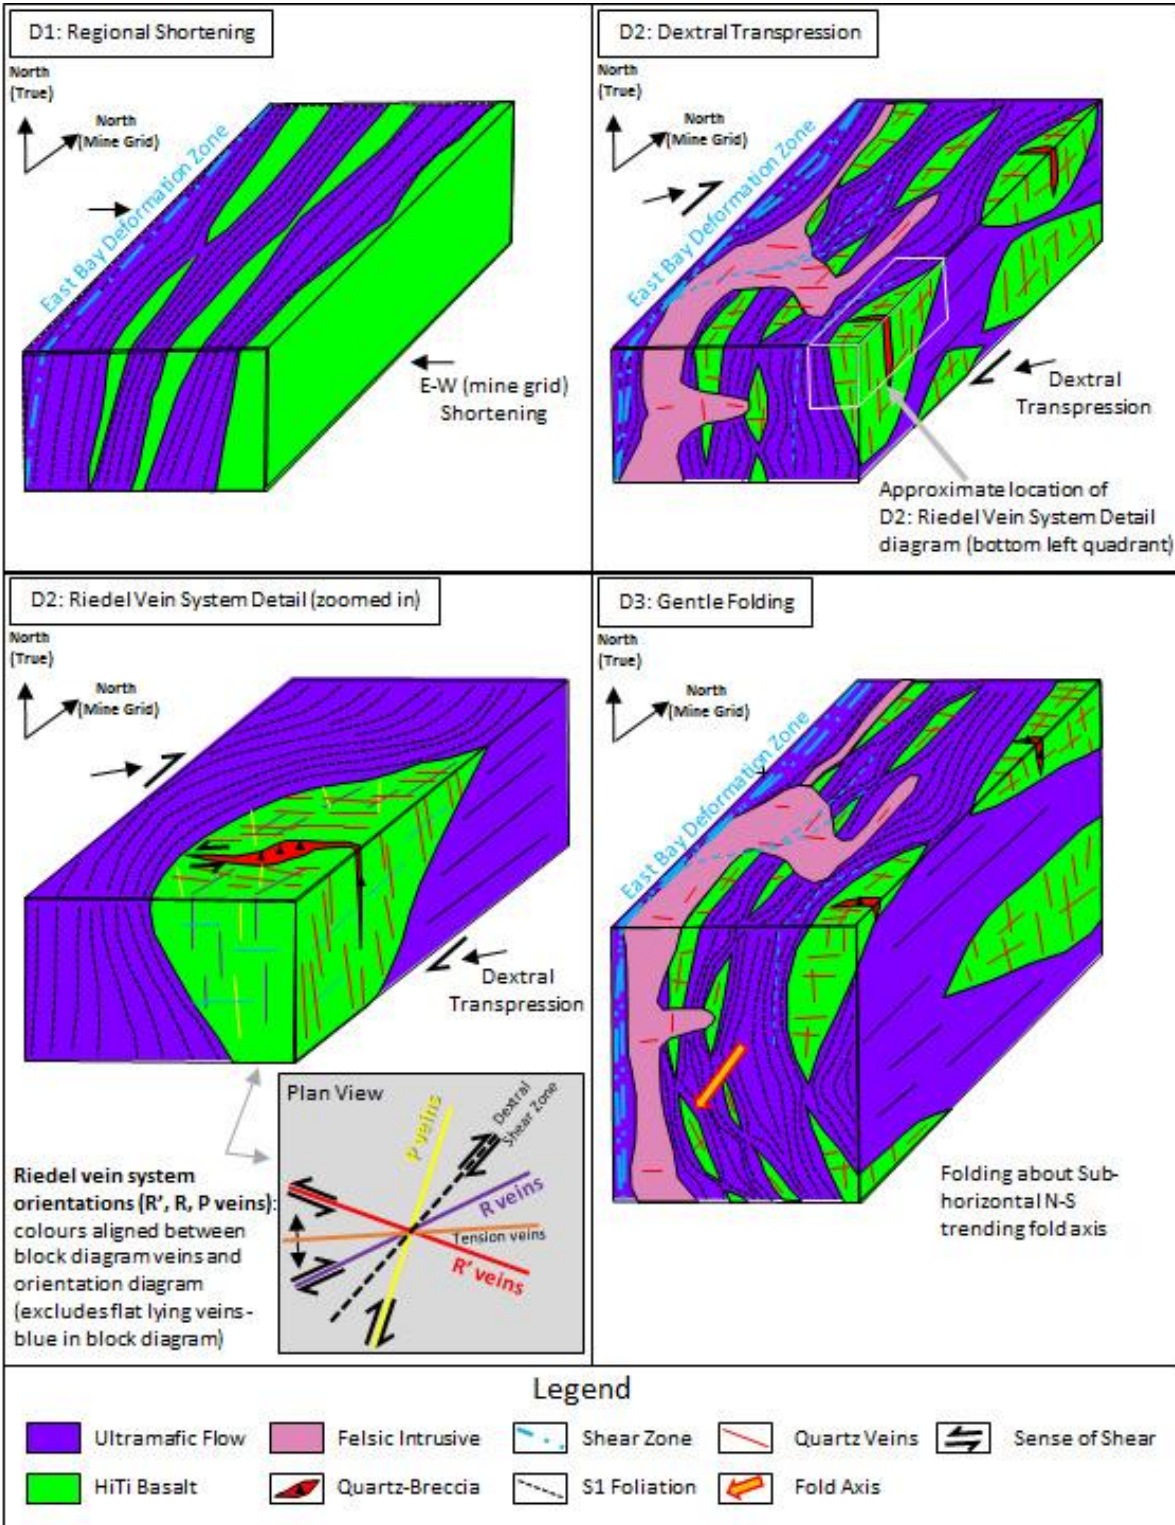 D1: Regional Shortening
North
(True)
North
(Mine Grid)
East Bay Deformation Zone
E-W (mine grid)
Shortening
D2: Dextral Transpression
North
(True)
North
(Mine Grid)
East Bay Deformation Zone
Dextral
Transpression
Approximate location of
D2: Riedel Vein System Detail
diagram (bottom left quadrant)
D2: Riedel Vein System Detail (zoomed in)
North
(True)
North
(Mine Grid)
Dextral
Transpression
Plan View
P veins
Dextral
Shear Zone
R veins
Tension veins
R' veins
Riedel vein system
orientations (R', R, P veins):
colours aligned between
block diagram veins and
orientation diagram
(excludes flat lying veins-
blue in block diagram)
D3: Gentle Folding
North
(True)
North
(Mine Grid)
East Bay Deformation Zone
Folding about Sub-
horizontal N-S
trending fold axis
Legend
Ultramafic Flow
Felsic Intrusive
Shear Zone
Quartz Veins
Sense of Shear
HiTi Basalt
Quartz-Breccia
S1 Foliation
Fold Axis